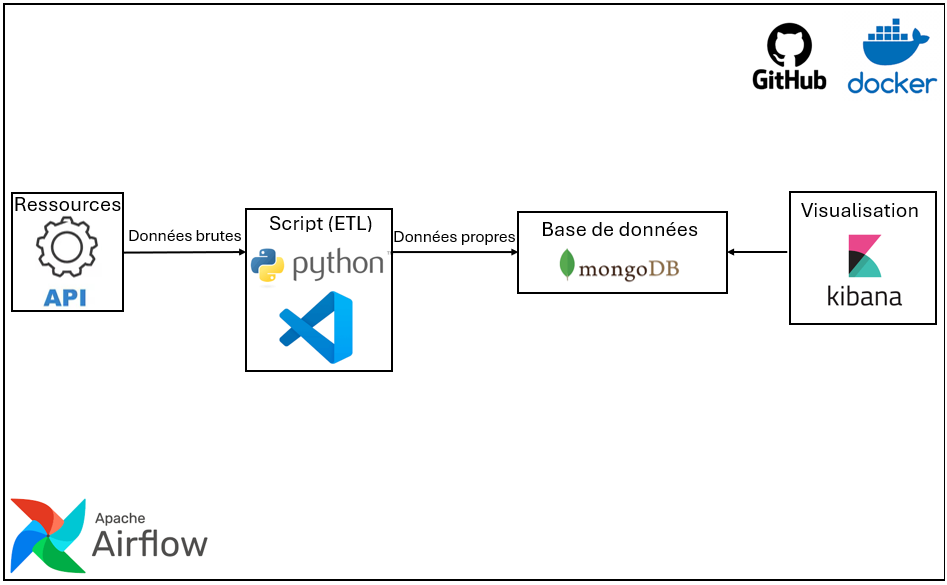 GitHub
docker
Ressources
API
Données brutes
Script (ETL)
python
Données propres
Base de données
mongoDB
Visualisation
kibana
Apache
Airflow